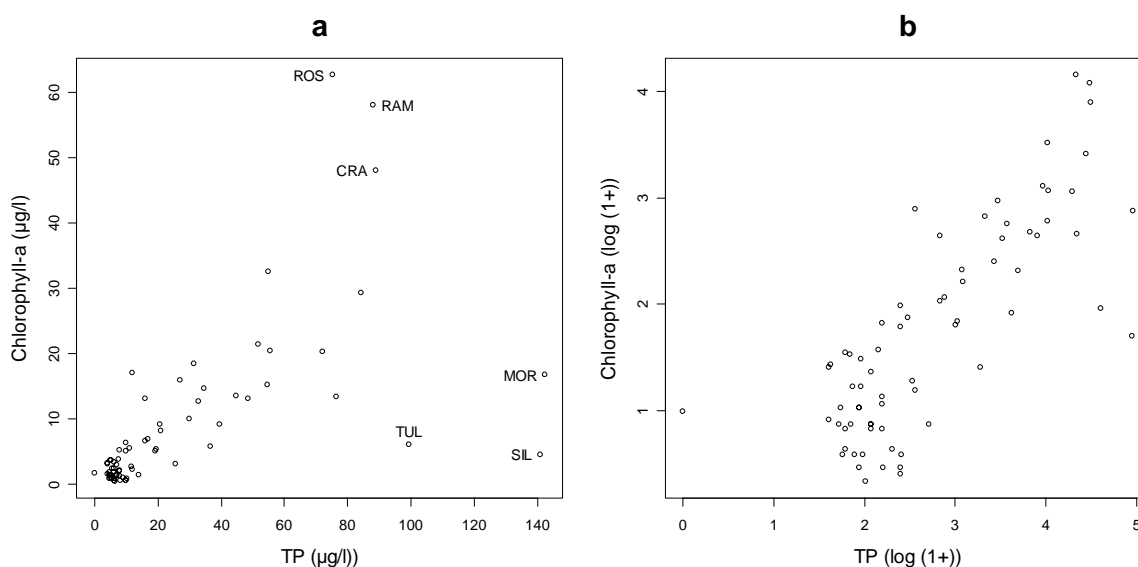 a
b
ROS
RAM
CRA
MOR
TUL
SIL
Chlorophyll-a (µg/l)
0 10 20 30 40 50 60
0 20 40 60 80 100 120 140
TP (µg/l))
Chlorophyll-a (log (1+))
1 2 3 4
0 1 2 3 4 5
TP (log (1+))